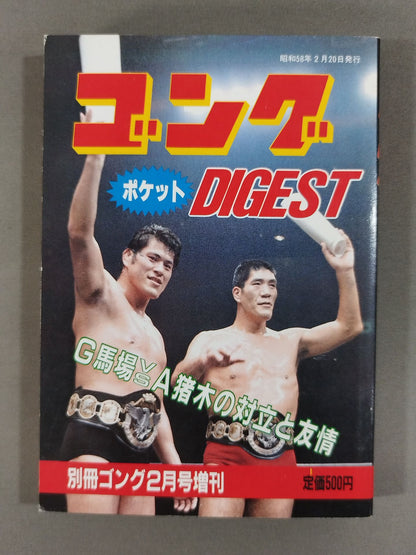 昭和58年2月20日発行
ゴング
ポケット
DIGEST
G馬場VSA猪木の対立と友情
別冊ゴング2月号増刊
定価500円